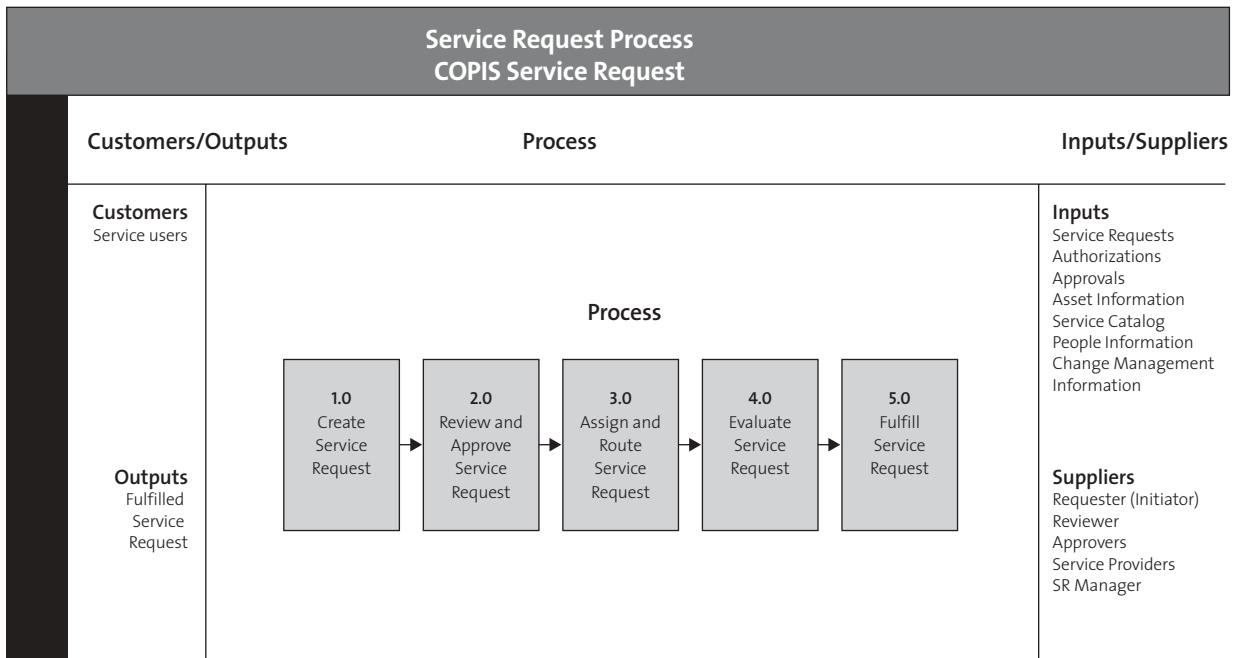 Service Request Process
COPIS Service Request
Customers/Outputs
Process
Inputs/Suppliers
Customers
Service users
Outputs
Fulfilled
Service
Request
Process
1.0
Create
Service
Request
2.0
Review and
Approve
Service
Request
3.0
Assign and
Route
Service
Request
4.0
Evaluate
Service
Request
5.0
Fulfill
Service
Request
Inputs
Service Requests
Authorizations
Approvals
Asset Information
Service Catalog
People Information
Change Management
Information
Suppliers
Requester (Initiator)
Reviewer
Approvers
Service Providers
SR Manager